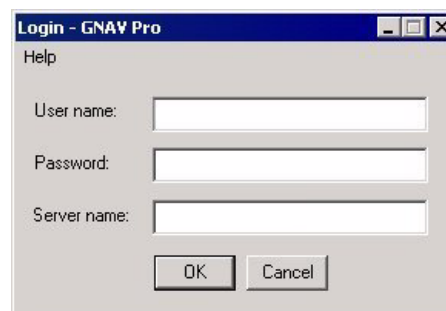 Login - GNAV Pro
Help
User name:
Password:
Server name:
OK Cancel